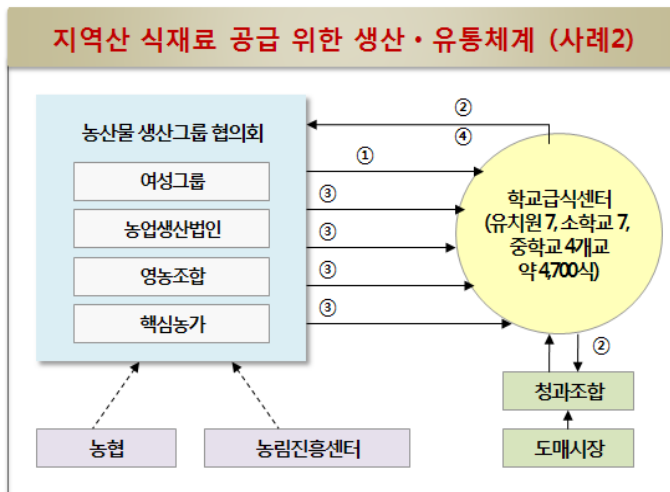 지역산 식재료 공급 위한 생산・유통체계 (사례2)
농산물 생산그룹 협의회
여성그룹
농업생산법인
영농조합
핵심농가
②
④
①
③
③
③
③
학교급식센터
(유치원 7, 소학교 7,
중학교 4개교
약 4,700식)
②
청과조합
도매시장
농협
농림진흥센터